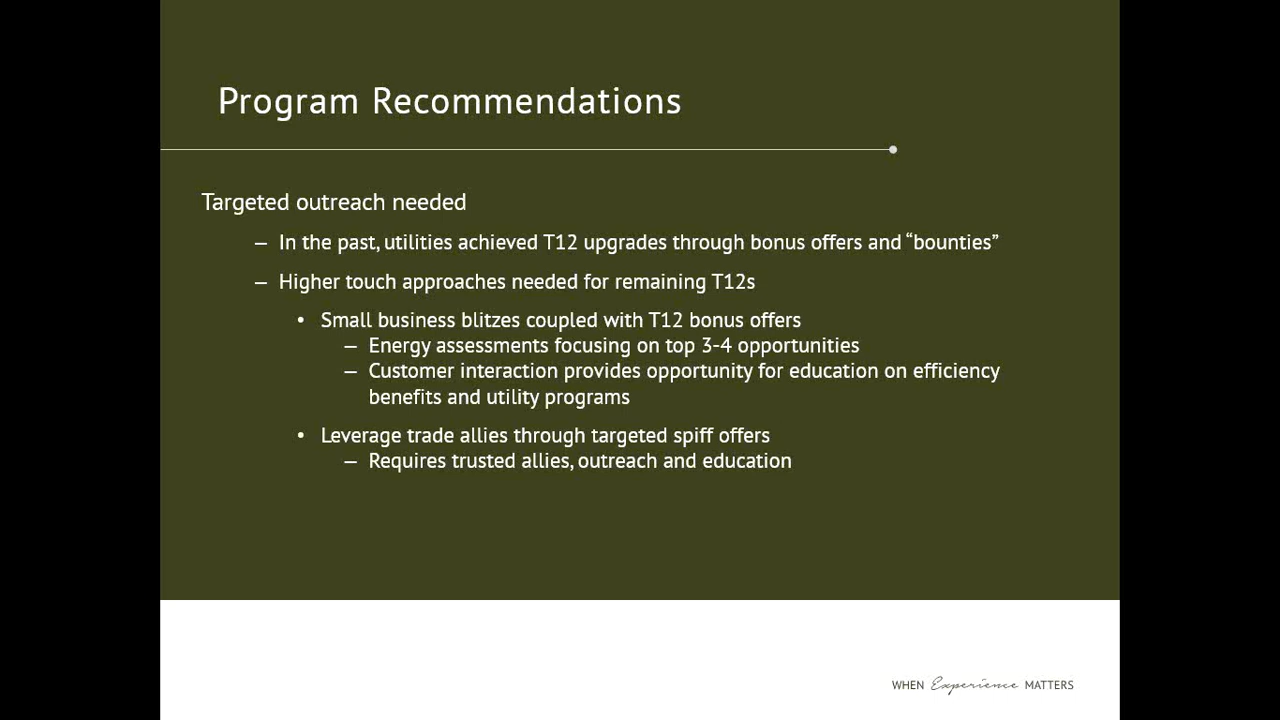 Program Recommendations
Targeted outreach needed
– In the past, utilities achieved T12 upgrades through bonus offers and “bounties”
– Higher touch approaches needed for remaining T12s
• Small business blitzes coupled with T12 bonus offers
– Energy assessments focusing on top 3-4 opportunities
– Customer interaction provides opportunity for education on efficiency
benefits and utility programs
• Leverage trade allies through targeted spiff offers
– Requires trusted allies, outreach and education
WHEN Experience MATTERS